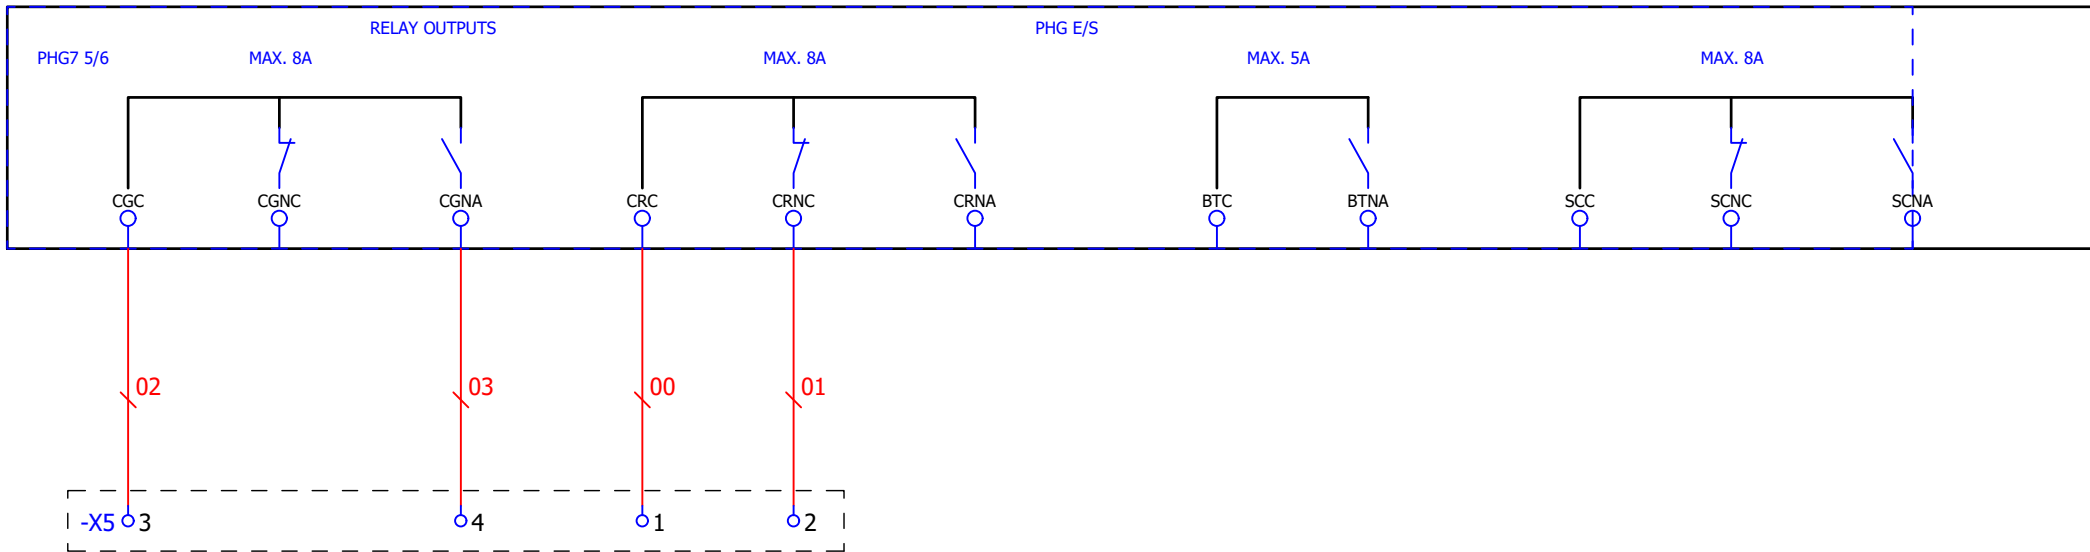 RELAY OUTPUTS PHG E/S
PHG7 5/6 MAX. 8A MAX. 8A MAX. 5A MAX. 8A
CGC CGNC CGNA CRC CRNC CRNA BTC BTNA SCC SCNC SCNA
02 03 00 01
-X5 3 4 1 2